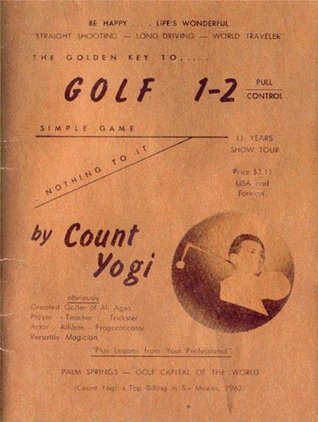 BE HAPPY . . . LIFE'S WONDERFUL
"STRAIGHT SHOOTING — LONG DRIVING — WORLD TRAVELER"
THE GOLDEN KEY TO.....
GOLF 1-2 PULL CONTROL
SIMPLE GAME
NOTHING TO IT
11 YEARS
SHOW TOUR
Price $3.11
USA and
Foreign
by Count
Yogi
obviously
Greatest Golfer of All Ages
Player - Teacher - Trickster
Actor Athlete - Prognosticator
Versatile Magician
"Plus Lessons from Your Professional"
PALM SPRINGS — GOLF CAPITAL OF THE WORLD
(Count Yogi's Top Billing in Six Movies, 1962)